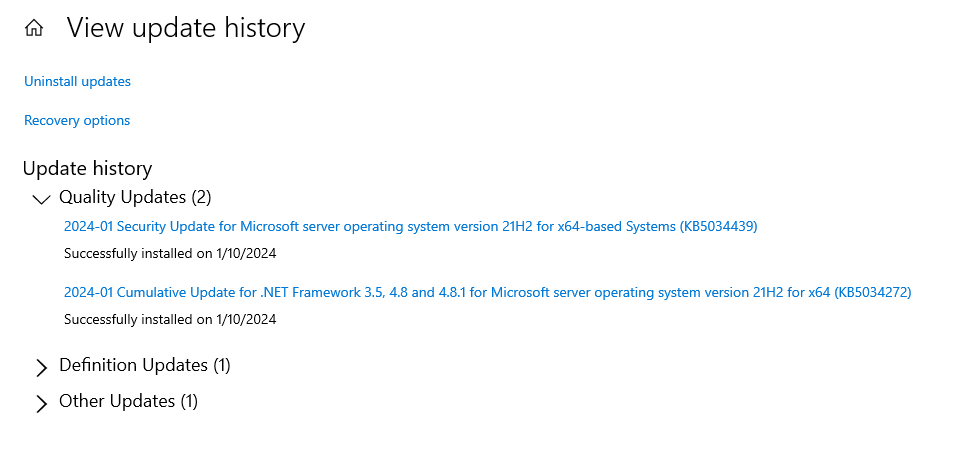 View update history
Uninstall updates
Recovery options
Update history
Quality Updates (2)
2024-01 Security Update for Microsoft server operating system version 21H2 for x64-based Systems (KB5034439)
Successfully installed on 1/10/2024
2024-01 Cumulative Update for .NET Framework 3.5, 4.8 and 4.8.1 for Microsoft server operating system version 21H2 for x64 (KB5034272)
Successfully installed on 1/10/2024
Definition Updates (1)
Other Updates (1)